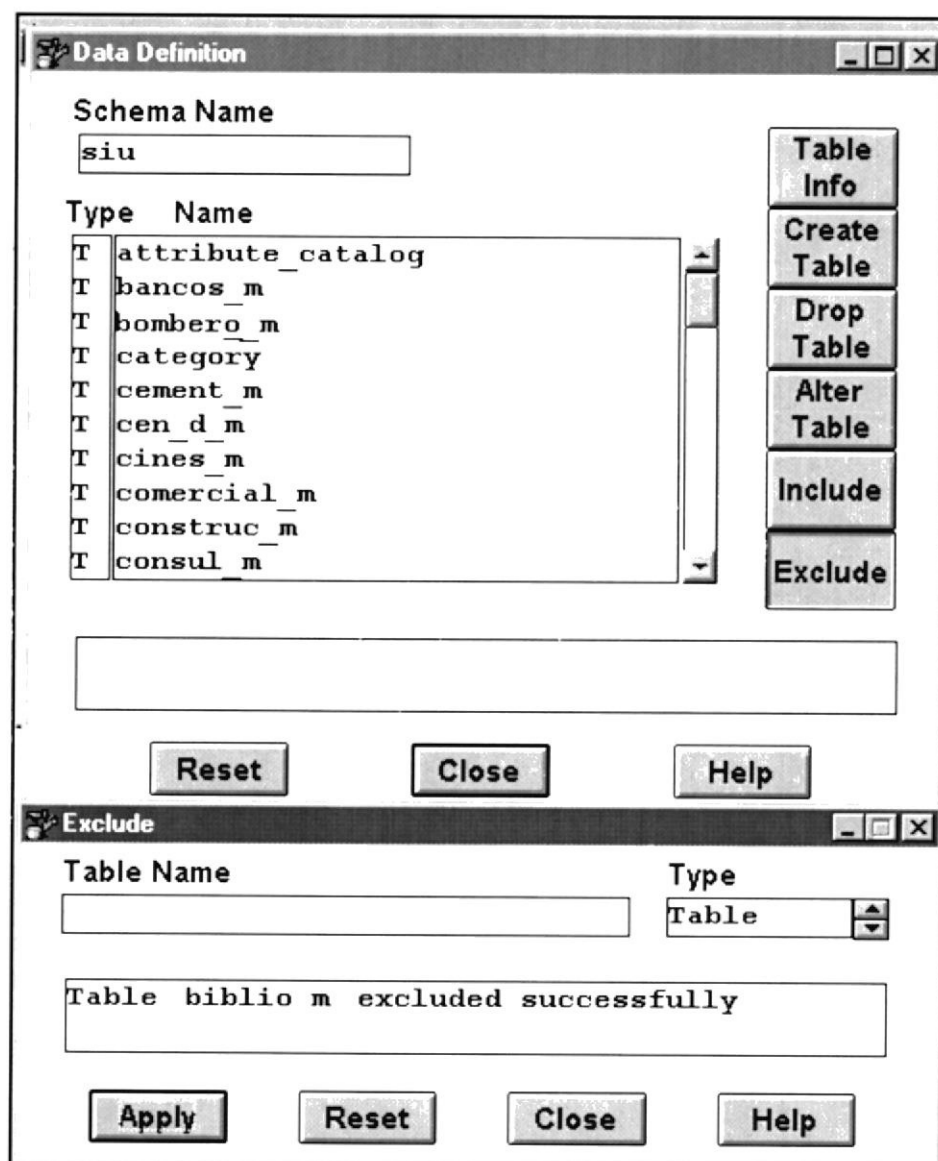 Data Definition
Schema Name
siu
Type Name
T attribute_catalog
T bancos_m
T bombero_m
T category
T cement_m
T cen_d_m
T cines_m
T comercial_m
T construc_m
T consul_m
Table Info
Create Table
Drop Table
Alter Table
Include
Exclude
Reset Close Help
Exclude
Table Name Type
Table
Table biblio m excluded successfully
Apply Reset Close Help